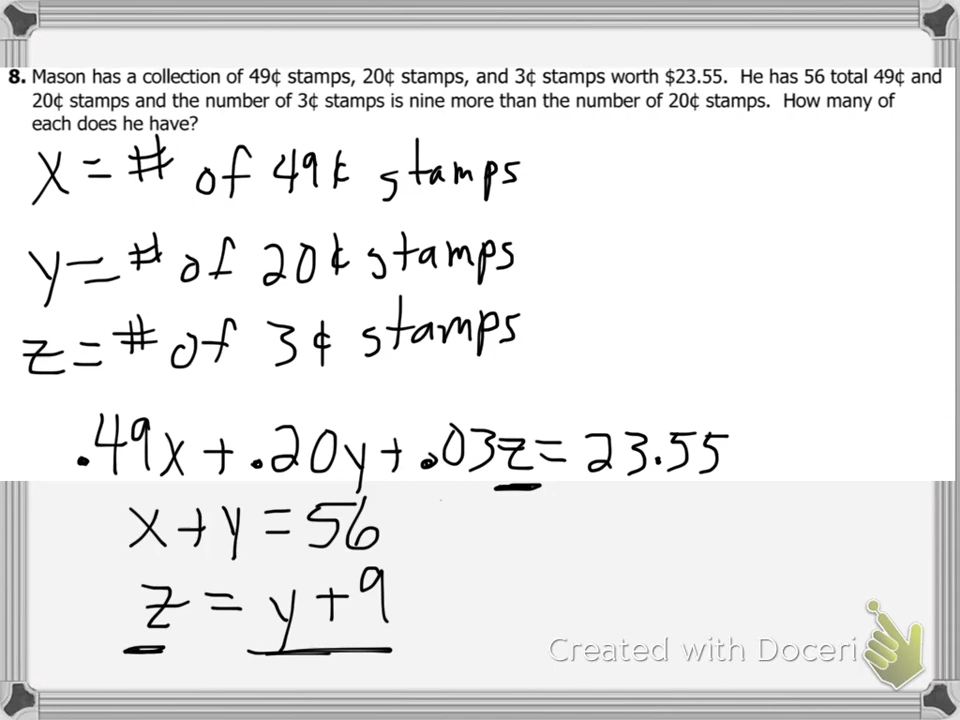 8. Mason has a collection of 49¢ stamps, 20¢ stamps, and 3¢ stamps worth $23.55. He has 56 total 49¢ and
20¢ stamps and the number of 3¢ stamps is nine more than the number of 20¢ stamps. How many of
each does he have?
x = # of 49¢ stamps
y = # of 20¢ stamps
z = # of 3¢ stamps
.49x + .20y + .03z = 23.55
x + y = 56
z = y + 9
Created with Doceri